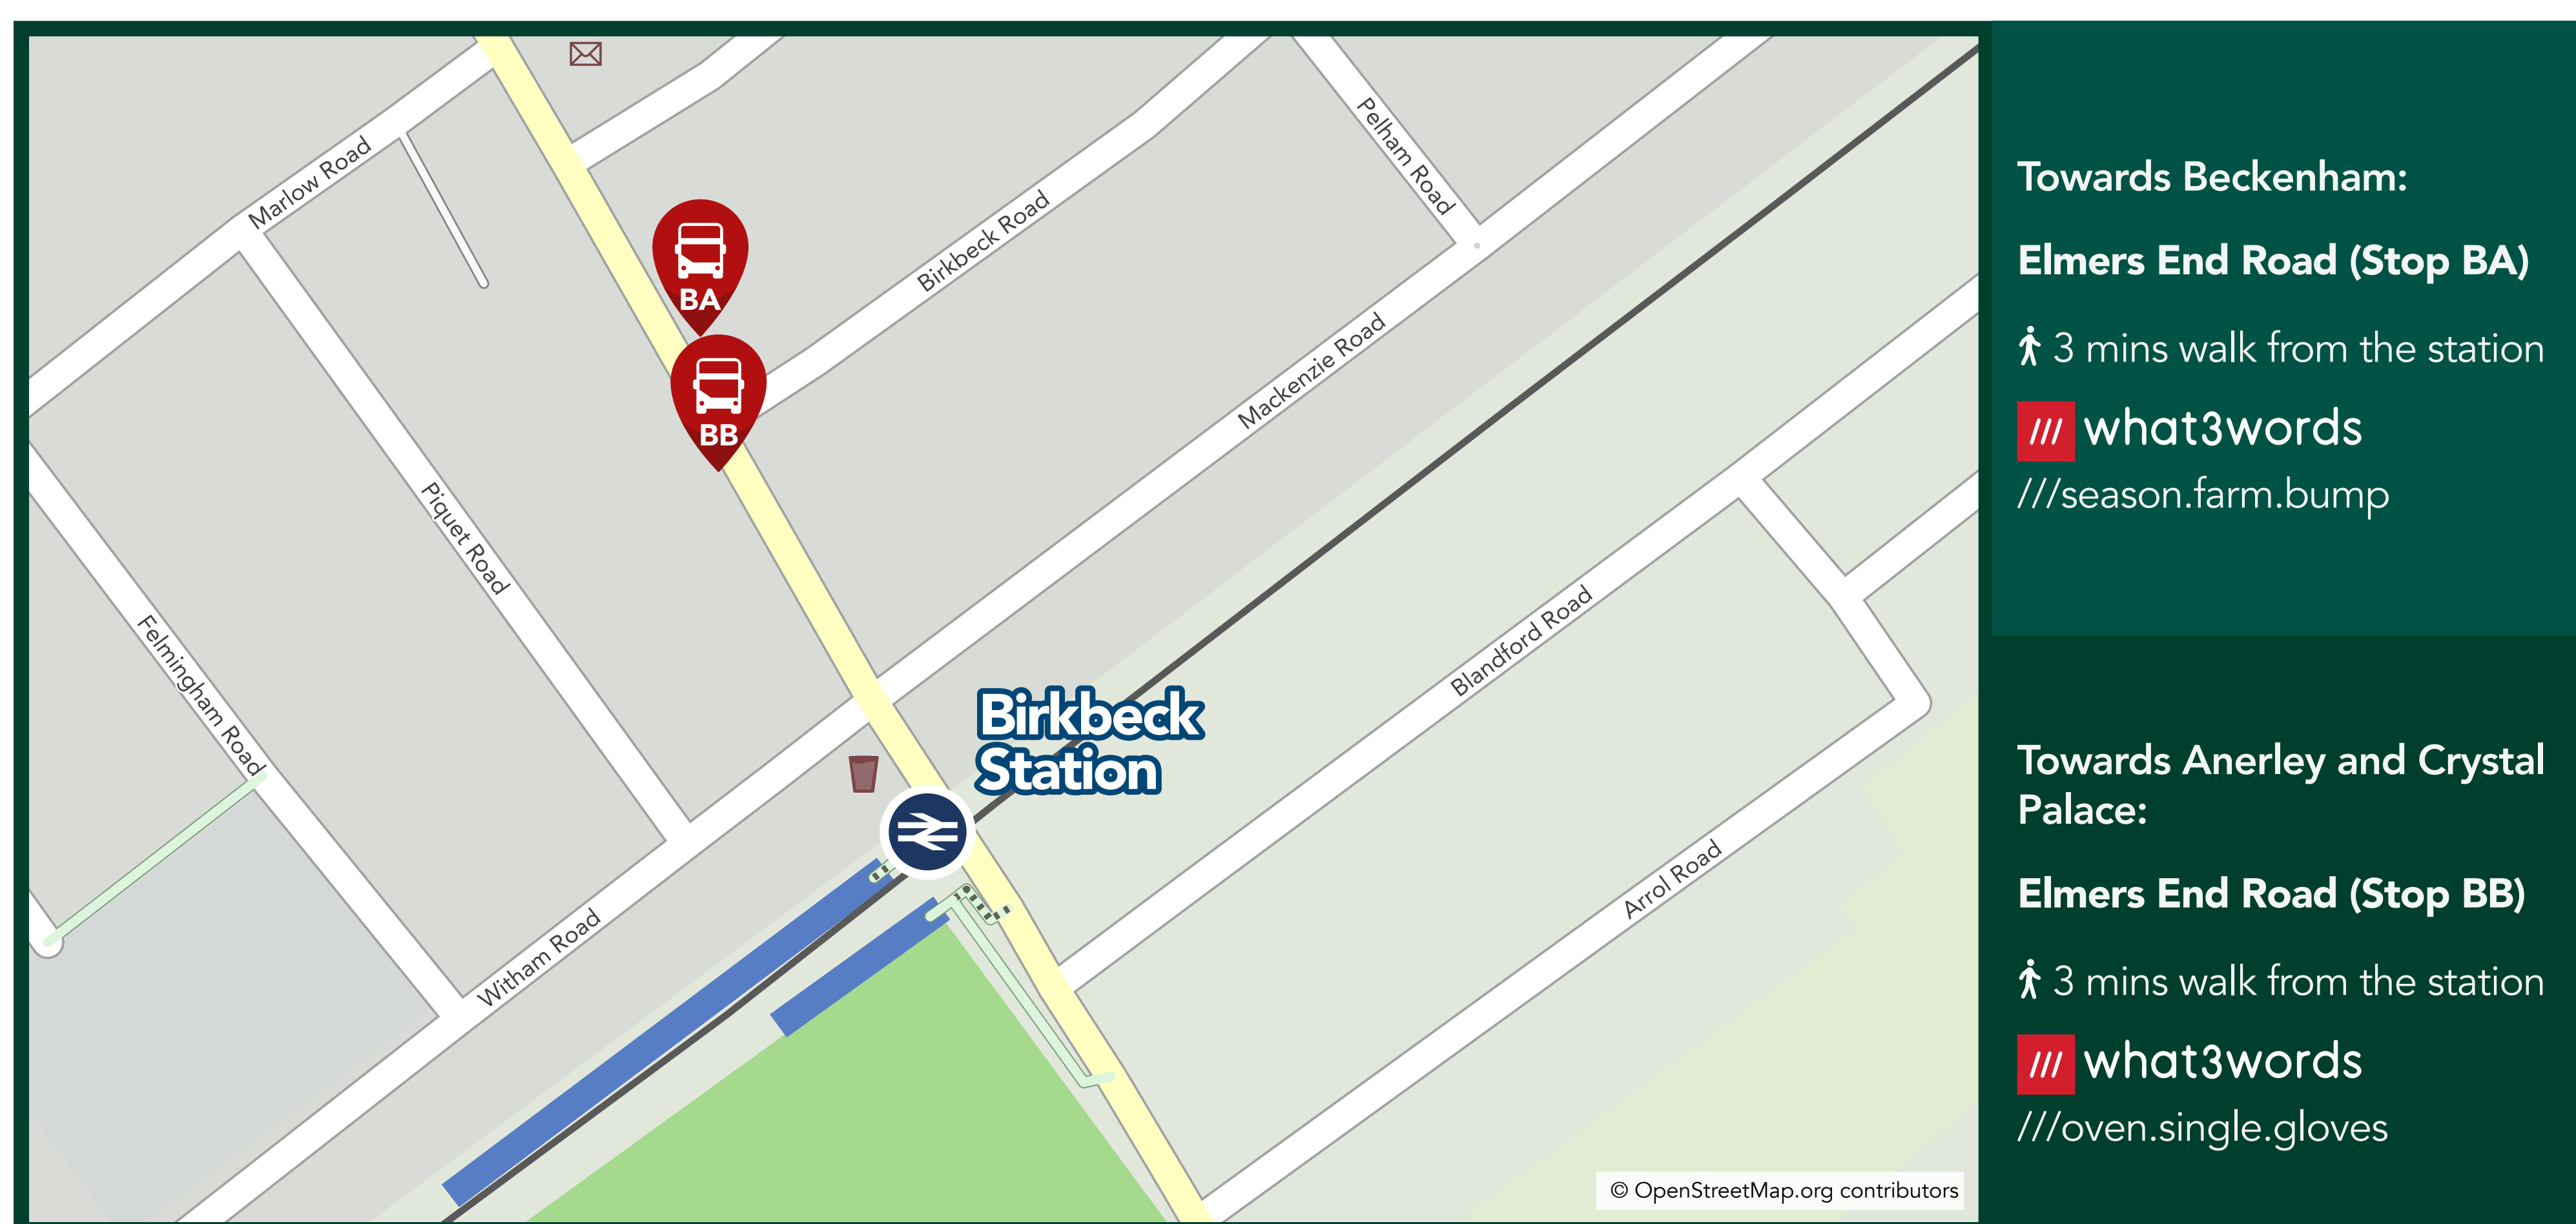 Marlow Road
Pelham Road
Birkbeck Road
BA
BB
Mackenzie Road
Piquet Road
Felmingham Road
Blandford Road
Birkbeck
Station
Arrol Road
Witham Road
© OpenStreetMap.org contributors
Towards Beckenham:
Elmers End Road (Stop BA)
3 mins walk from the station
/// what3words
///season.farm.bump
Towards Anerley and Crystal
Palace:
Elmers End Road (Stop BB)
3 mins walk from the station
/// what3words
///oven.single.gloves